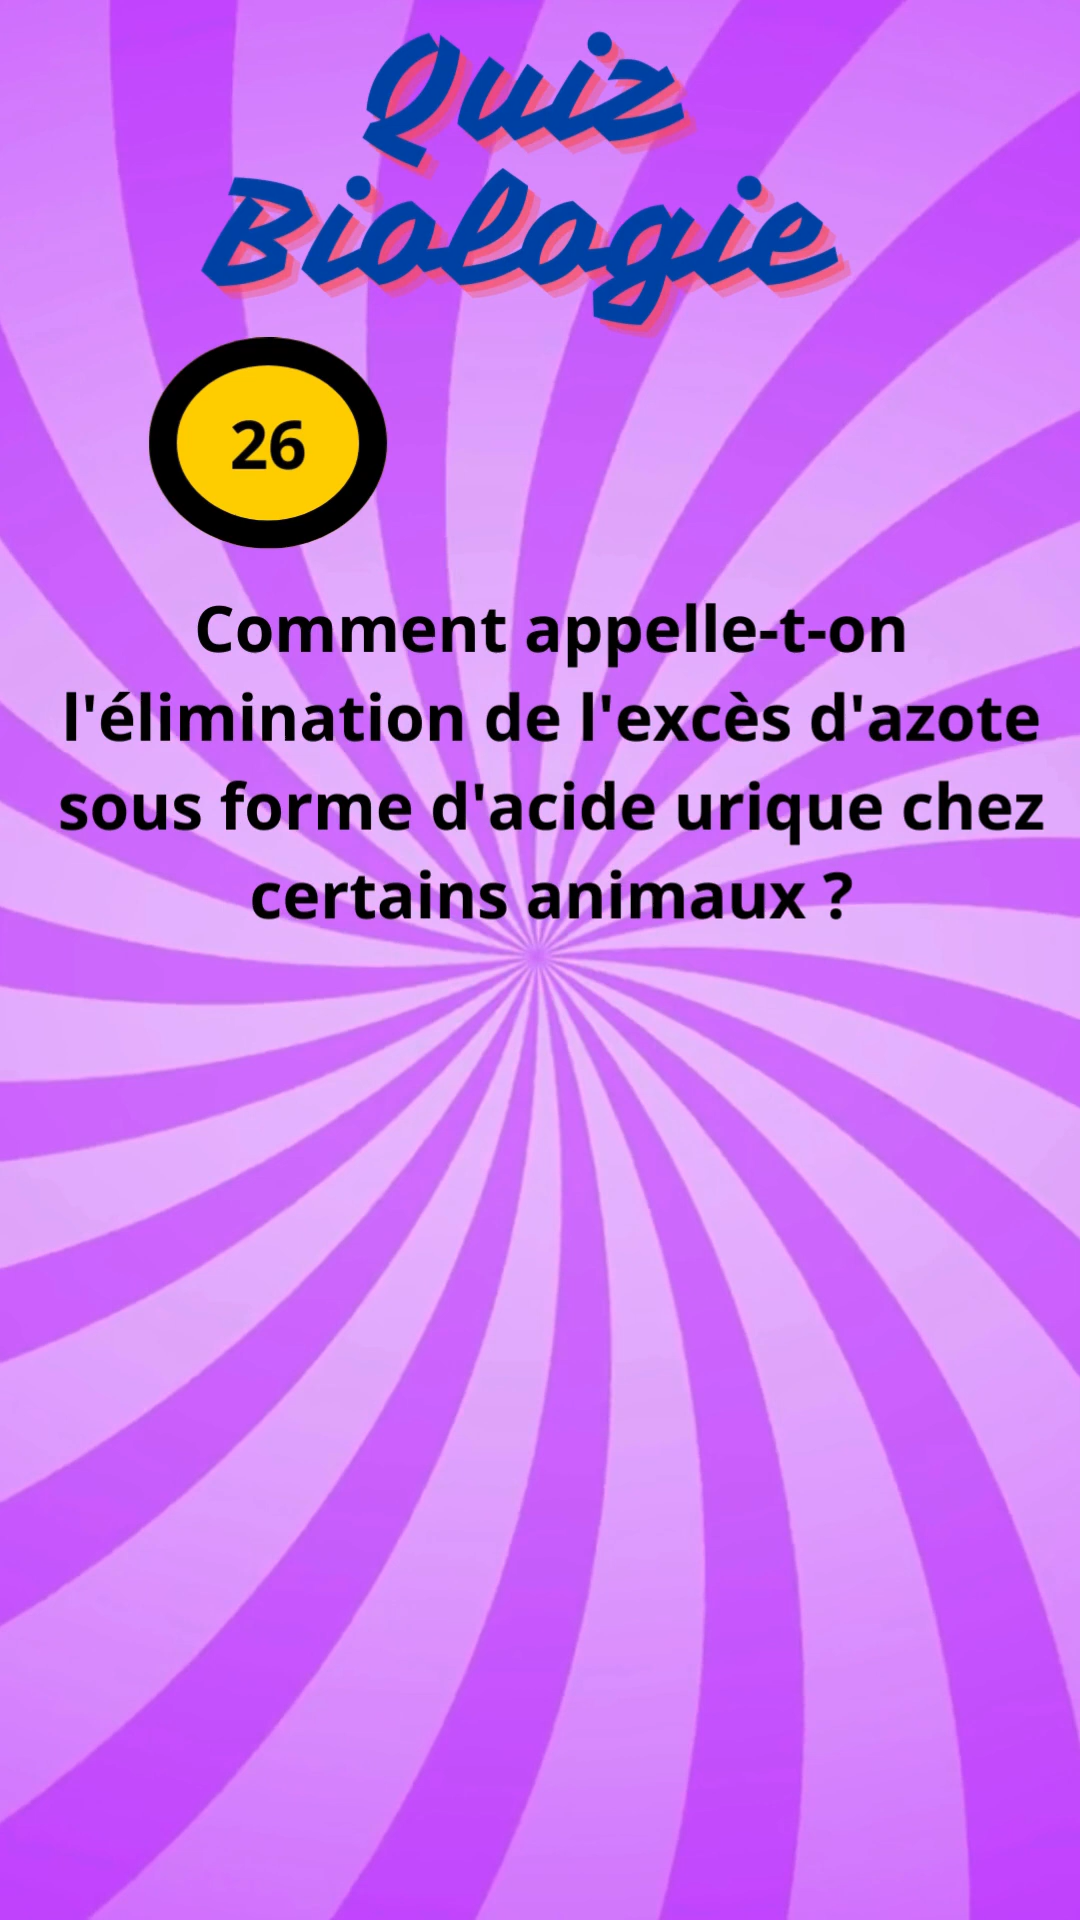 Quiz
Biologie
26
Comment appelle-t-on
l'élimination de l'excès d'azote
sous forme d'acide urique chez
certains animaux ?